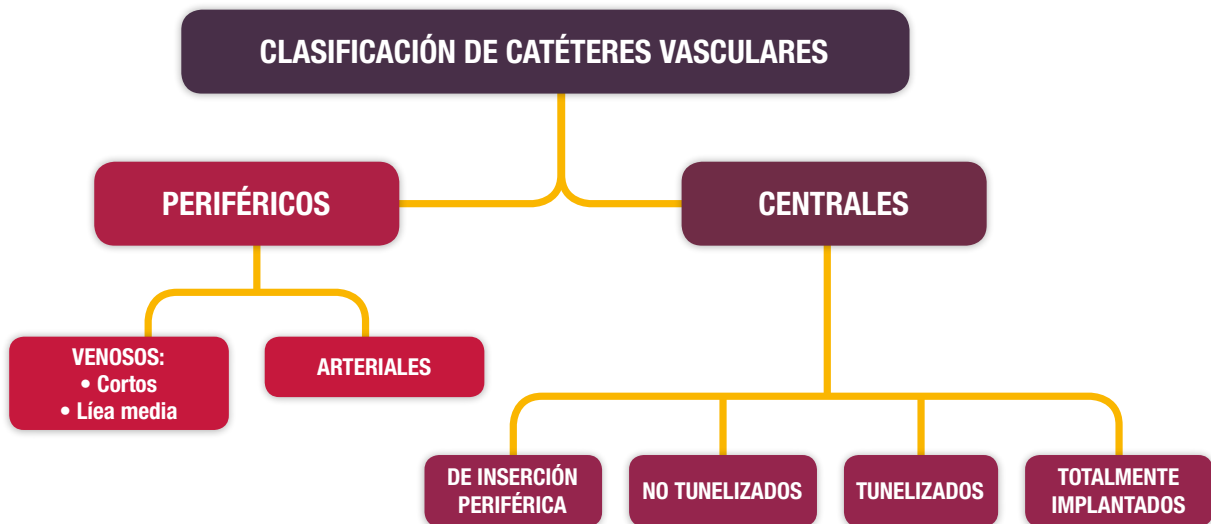 CLASIFICACIÓN DE CATÉTERES VASCULARES
PERIFÉRICOS
CENTRALES
VENOSOS:
• Cortos
• Líea media
ARTERIALES
DE INSERCIÓN
PERIFÉRICA
NO TUNELIZADOS
TUNELIZADOS
TOTALMENTE
IMPLANTADOS